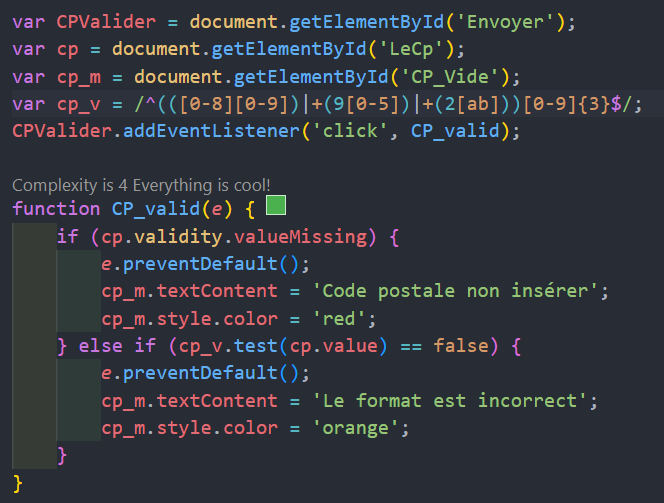 var CPValider = document.getElementById('Envoyer');
var cp = document.getElementById('LeCp');
var cp_m = document.getElementById('CP_Vide');
var cp_v = /^(([0-8][0-9])|+(9[0-5])|+(2[ab]))[0-9]{3}$/;
CPValider.addEventListener('click', CP_valid);
Complexity is 4 Everything is cool!
function CP_valid(e) {
    if (cp.validity.valueMissing) {
        e.preventDefault();
        cp_m.textContent = 'Code postale non insérer';
        cp_m.style.color = 'red';
    } else if (cp_v.test(cp.value) == false) {
        e.preventDefault();
        cp_m.textContent = 'Le format est incorrect';
        cp_m.style.color = 'orange';
    }
}